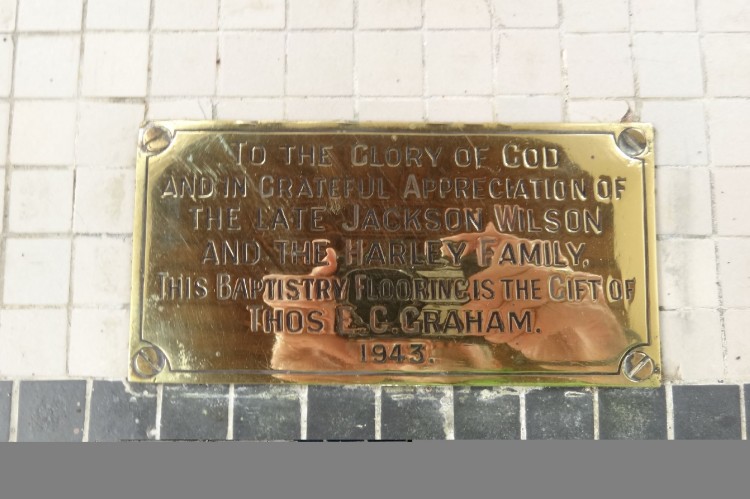 TO THE GLORY OF GOD
AND IN GRATEFUL APPRECIATION OF
THE LATE JACKSON WILSON
AND THE HARLEY FAMILY.
THIS BAPTISTRY FLOORING IS THE GIFT OF
THOS L. C. GRAHAM.
1943.